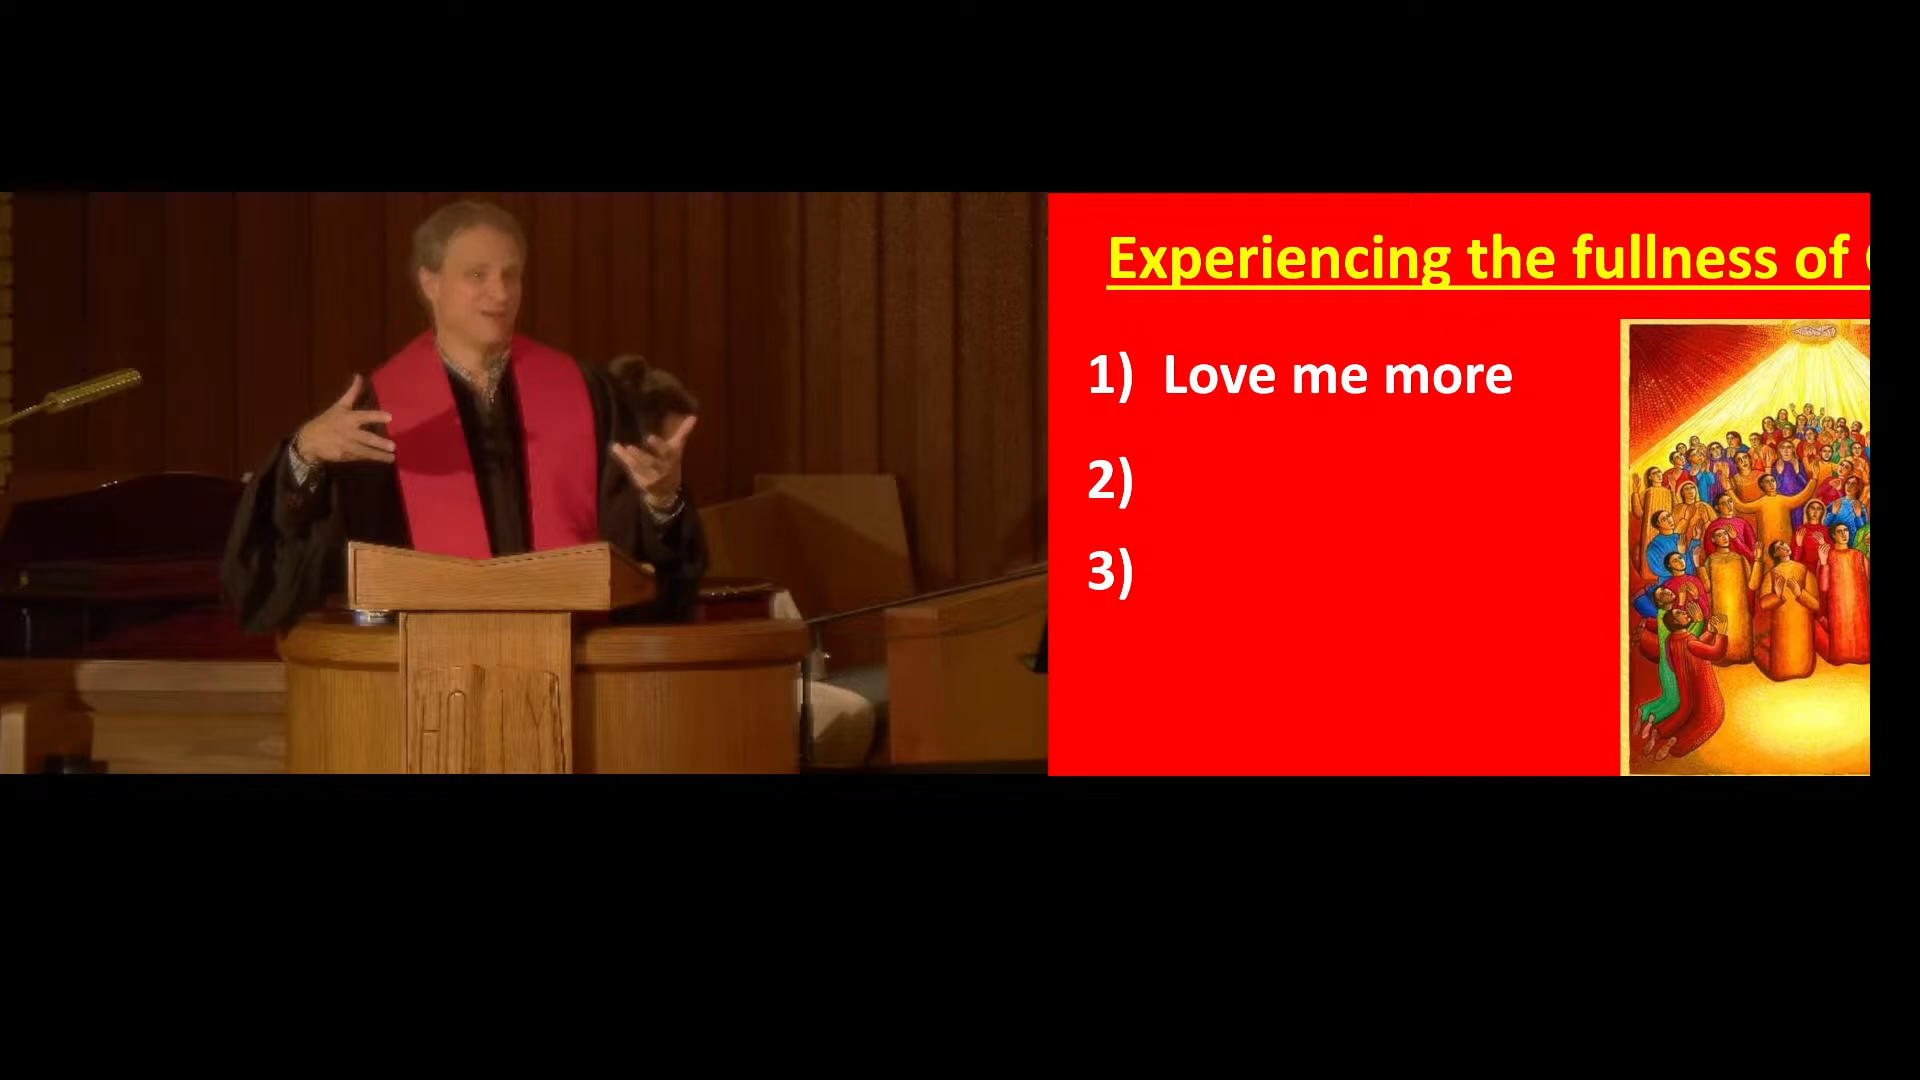 Experiencing the fullness of
1) Love me more
2)
3)